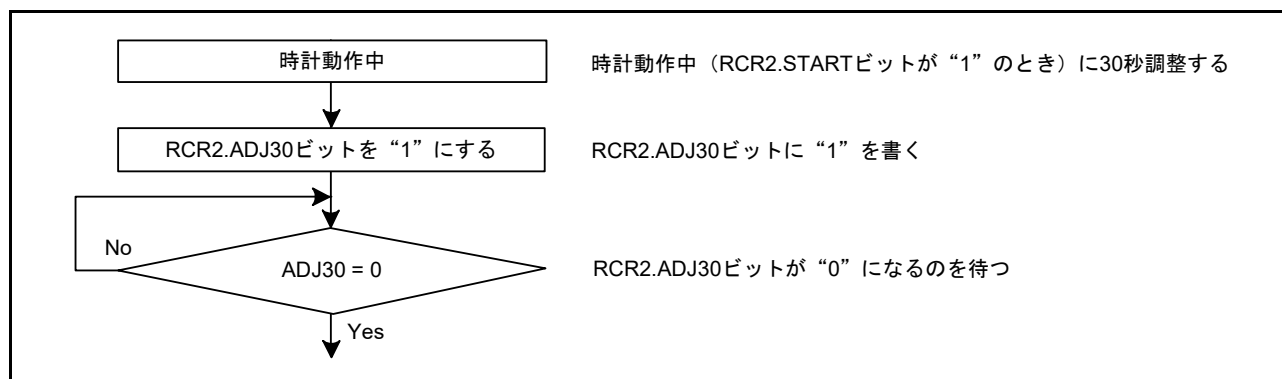 時計動作中
時計動作中（RCR2.STARTビットが“1”のとき）に30秒調整する
RCR2.ADJ30ビットを“1”にする
RCR2.ADJ30ビットに“1”を書く
No
ADJ30 = 0
RCR2.ADJ30ビットが“0”になるのを待つ
Yes